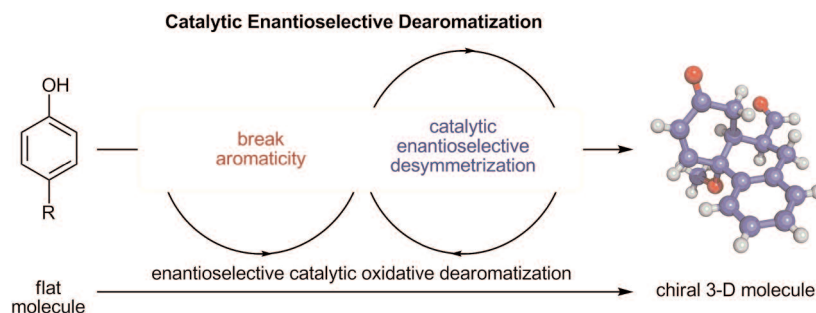 Catalytic Enantioselective Dearomatization
OH
R
break
aromaticity
catalytic
enantioselective
desymmetrization
enantioselective catalytic oxidative dearomatization
flat
molecule
chiral 3-D molecule